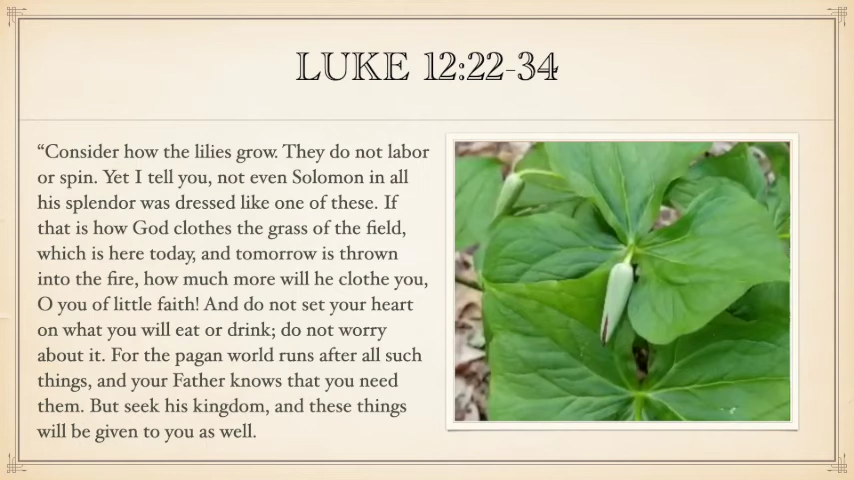 LUKE 12:22-34
“Consider how the lilies grow. They do not labor
or spin. Yet I tell you, not even Solomon in all
his splendor was dressed like one of these. If
that is how God clothes the grass of the field,
which is here today, and tomorrow is thrown
into the fire, how much more will he clothe you,
O you of little faith! And do not set your heart
on what you will eat or drink; do not worry
about it. For the pagan world runs after all such
things, and your Father knows that you need
them. But seek his kingdom, and these things
will be given to you as well.